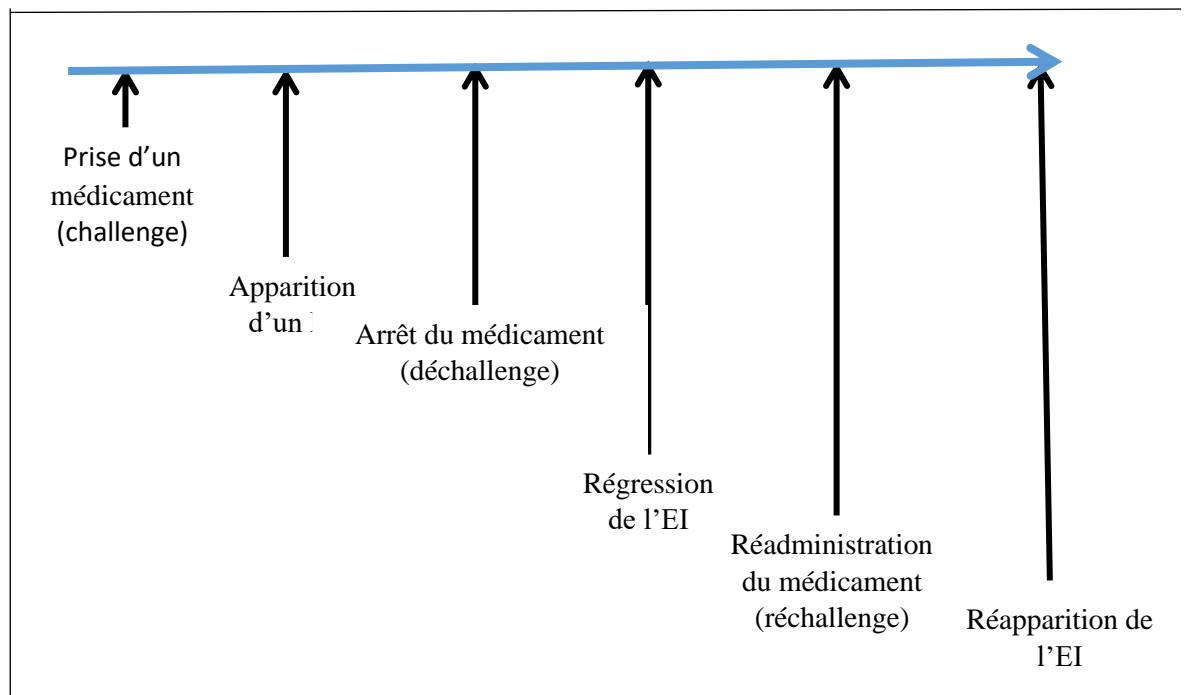 Prise d’un
médicament
(challenge)
Apparition
d’un
Arrêt du médicament
(déchallenge)
Régression
de l’EI
Réadministration
du médicament
(réchallenge)
Réapparition de
l’EI